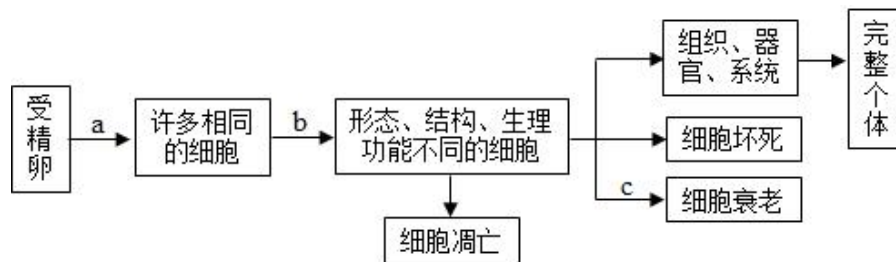 受精卵
a
许多相同
的细胞
b
形态、结构、生理
功能不同的细胞
组织、器
官、系统
完整个体
细胞坏死
c
细胞衰老
细胞凋亡